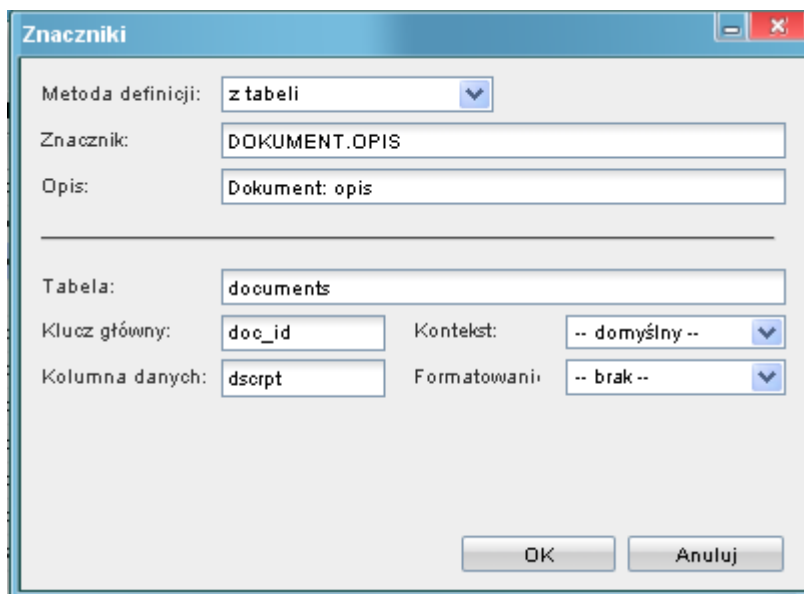 Znaczniki
Metoda definicji: z tabeli
Znacznik: DOKUMENT.OPIS
Opis: Dokument: opis
Tabela: documents
Klucz główny: doc_id Kontekst: -- domyślny --
Kolumna danych: dscrpt Formatowani -- brak --
OK Anuluj